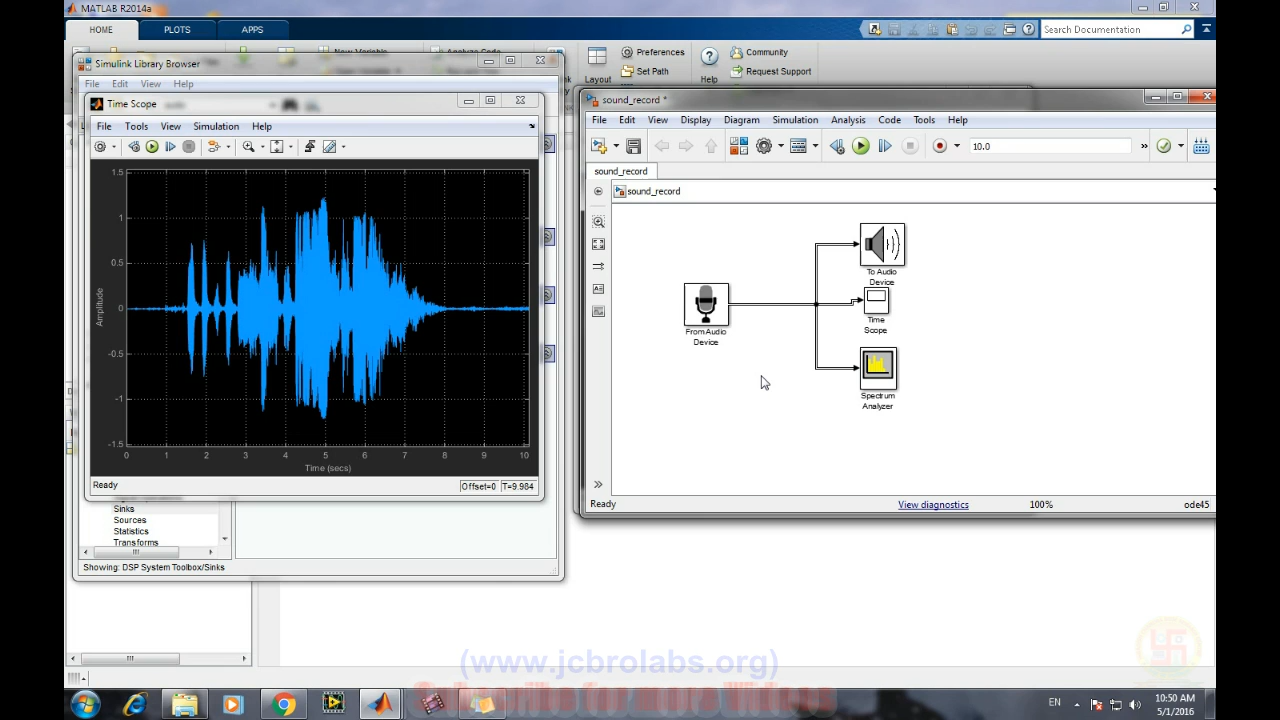 MATLAB R2014a
HOME
PLOTS
APPS
Search Documentation
New Variable
Analyze Code
Preferences
Community
Set Path
Request Support
Layout
Help
Simulink Library Browser
File Edit View Help
Time Scope
File Tools View Simulation Help
1.5
1
0.5
0
-0.5
-1
-1.5
Amplitude
0 1 2 3 4 5 6 7 8 9 10
Time (secs)
Ready
Offset=0 T=9.984
Sinks
Sources
Statistics
Transforms
Showing: DSP System Toolbox/Sinks
sound_record *
File Edit View Display Diagram Simulation Analysis Code Tools Help
10.0
sound_record
sound_record
To Audio
Device
From Audio
Device
Time
Scope
Spectrum
Analyzer
Ready
View diagnostics
100%
ode45
(www.jcbrolabs.org)
EN
10:50 AM
5/1/2016